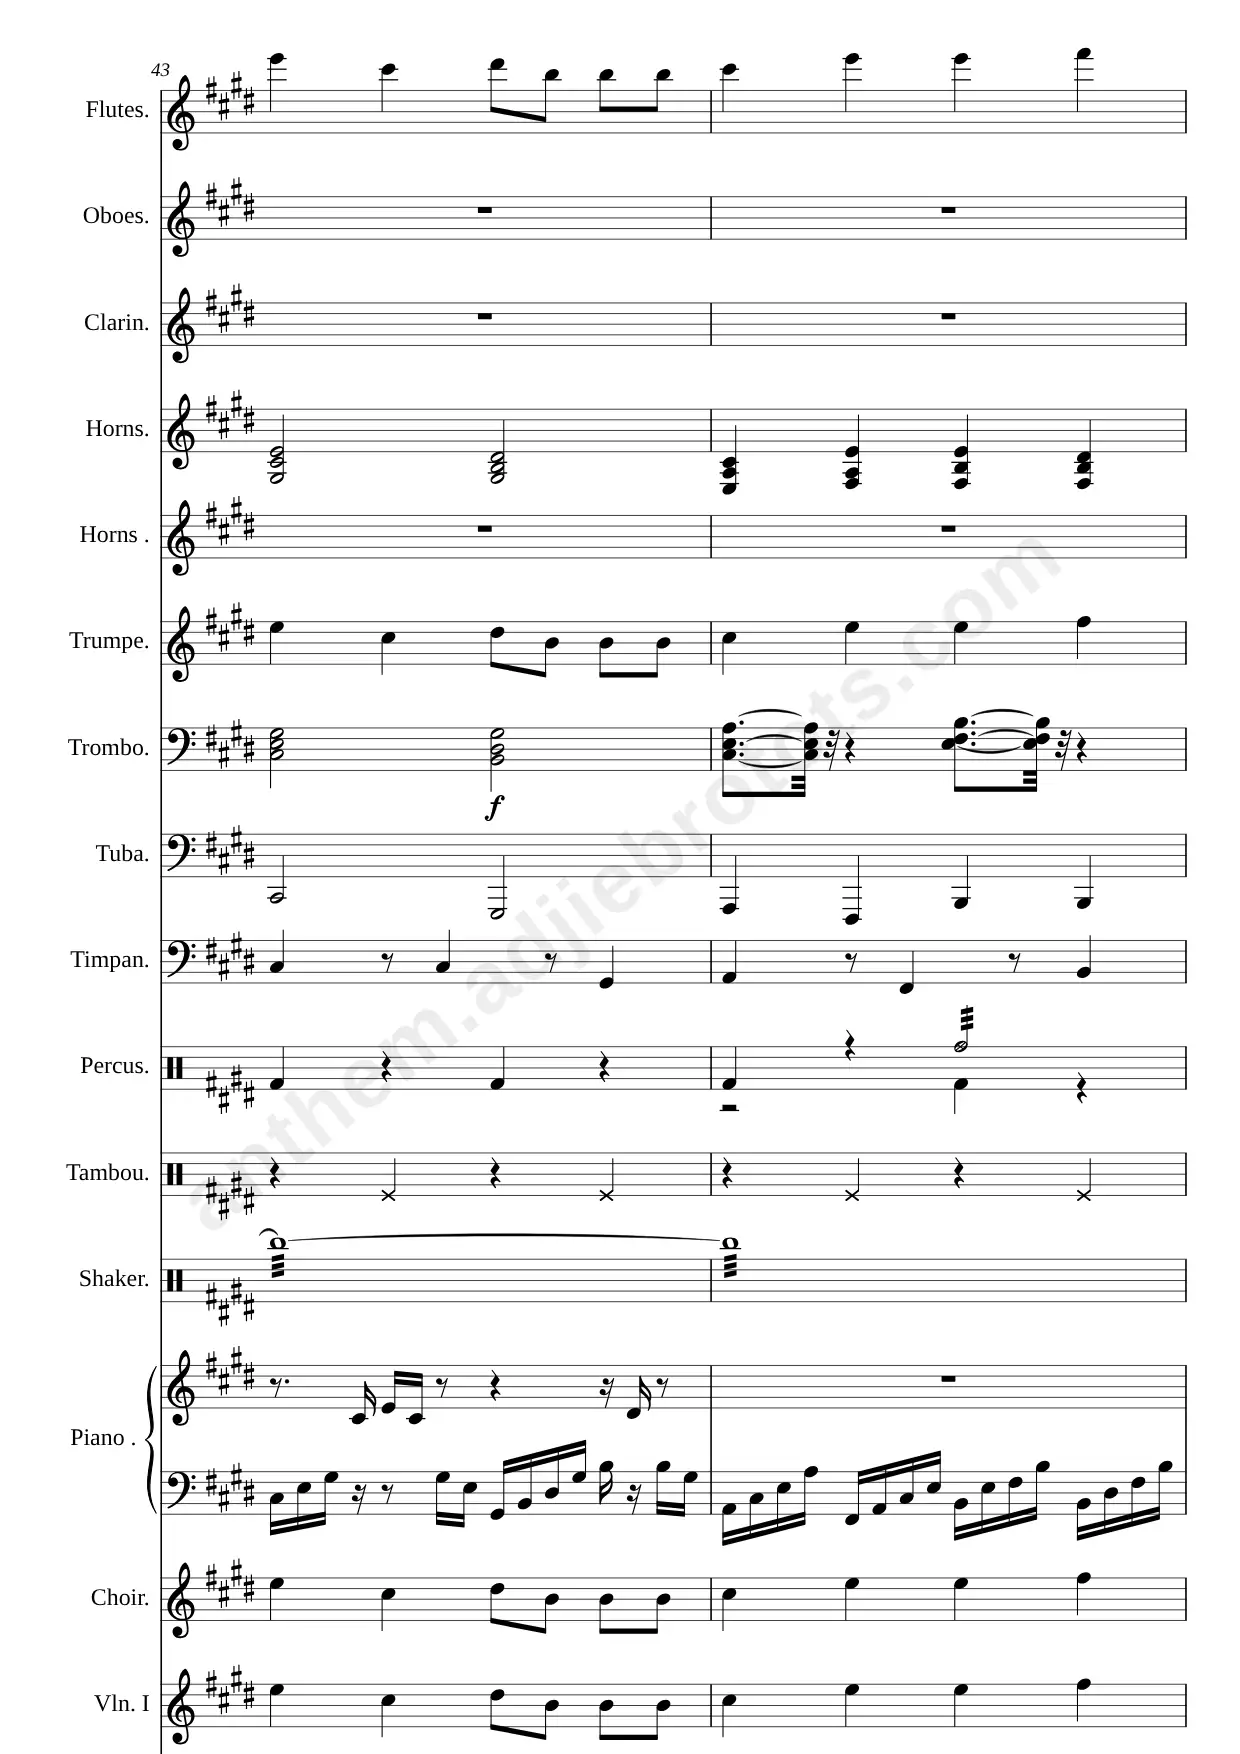 43
Flutes.
Oboes.
Clarin.
Horns.
Horns .
Trumpe.
Trombo.
f
Tuba.
Timpan.
Percus.
Tambou.
Shaker.
Piano .
Choir.
Vln. I
anthem.adjiebrotots.com